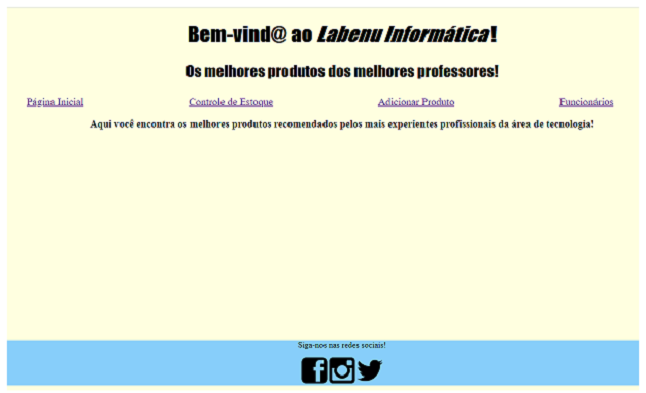 Bem-vind@ ao Labenu Informática!
Os melhores produtos dos melhores professores!
Página Inicial Controle de Estoque Adicionar Produto Funcionários
Aqui você encontra os melhores produtos recomendados pelos mais experientes profissionais da área de tecnologia!
Siga-nos nas redes sociais!